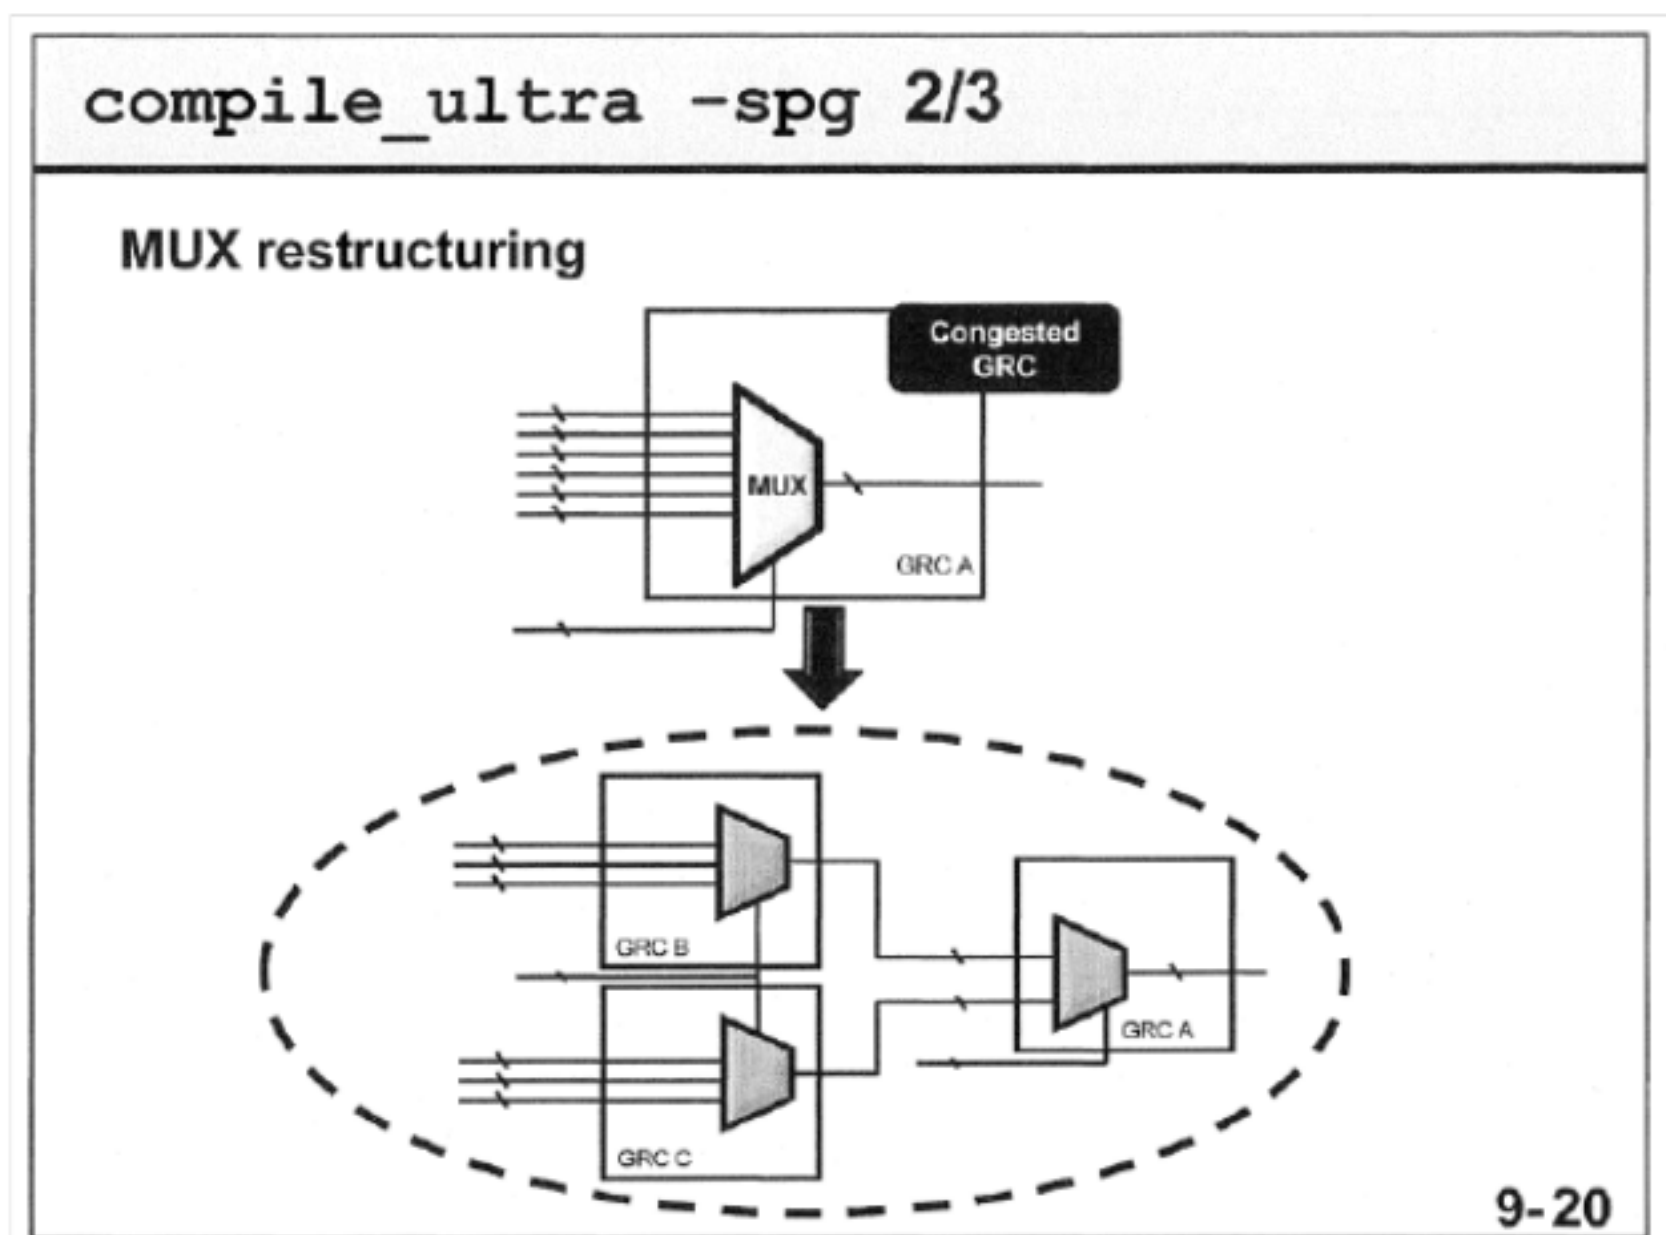 compile_ultra -spg 2/3
MUX restructuring
Congested
GRC
MUX
GRC A
GRC B
GRC A
GRC C
9-20